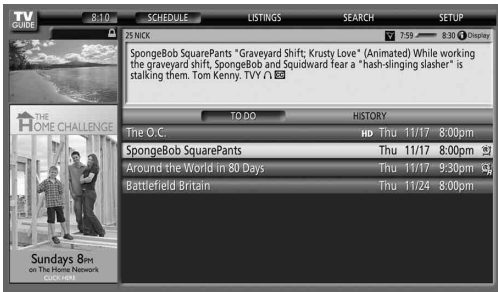 TV
GUIDE
8:10
SCHEDULE LISTINGS SEARCH SETUP
25 NICK 7:59 8:30 Display
SpongeBob SquarePants "Graveyard Shift; Krusty Love" (Animated) While working
the graveyard shift, SpongeBob and Squidward fear a "hash-slinging slasher" is
stalking them. Tom Kenny. TVY
TO DO HISTORY
The O.C. HD Thu 11/17 8:00pm
SpongeBob SquarePants Thu 11/17 8:00pm
Around the World in 80 Days Thu 11/17 9:30pm
Battlefield Britain Thu 11/24 8:00pm
THE
HOME CHALLENGE
Sundays 8PM
on The Home Network
CLICK HERE